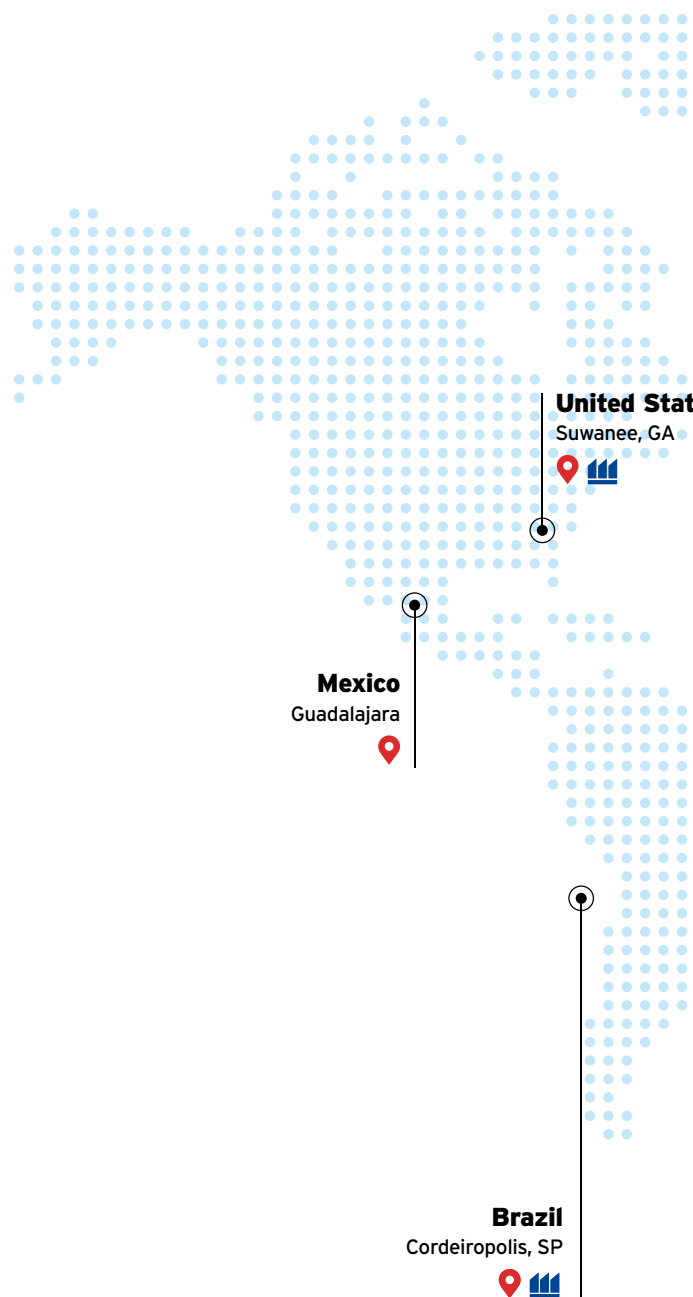 United Stat
Suwanee, GA
Mexico
Guadalajara
Brazil
Cordeiropolis, SP